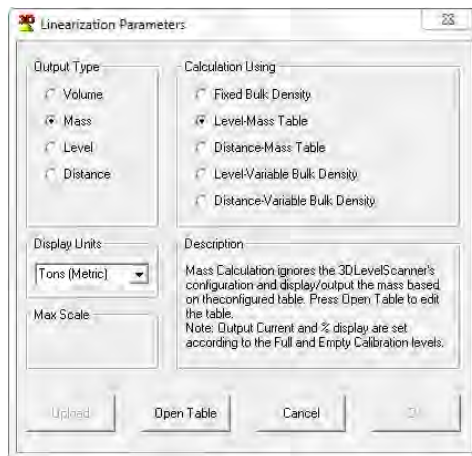 3D Linearization Parameters
Output Type
Volume
Mass
Level
Distance
Calculation Using
Fixed Bulk Density
Level-Mass Table
Distance-Mass Table
Level-Variable Bulk Density
Distance-Variable Bulk Density
Display Units
Tons (Metric)
Max Scale
Description
Mass Calculation ignores the 3DLevelScanner's
configuration and display/output the mass based
on theconfigured table. Press Open Table to edit
the table.
Note: Output Current and % display are set
according to the Full and Empty Calibration levels.
Upload
Open Table
Cancel